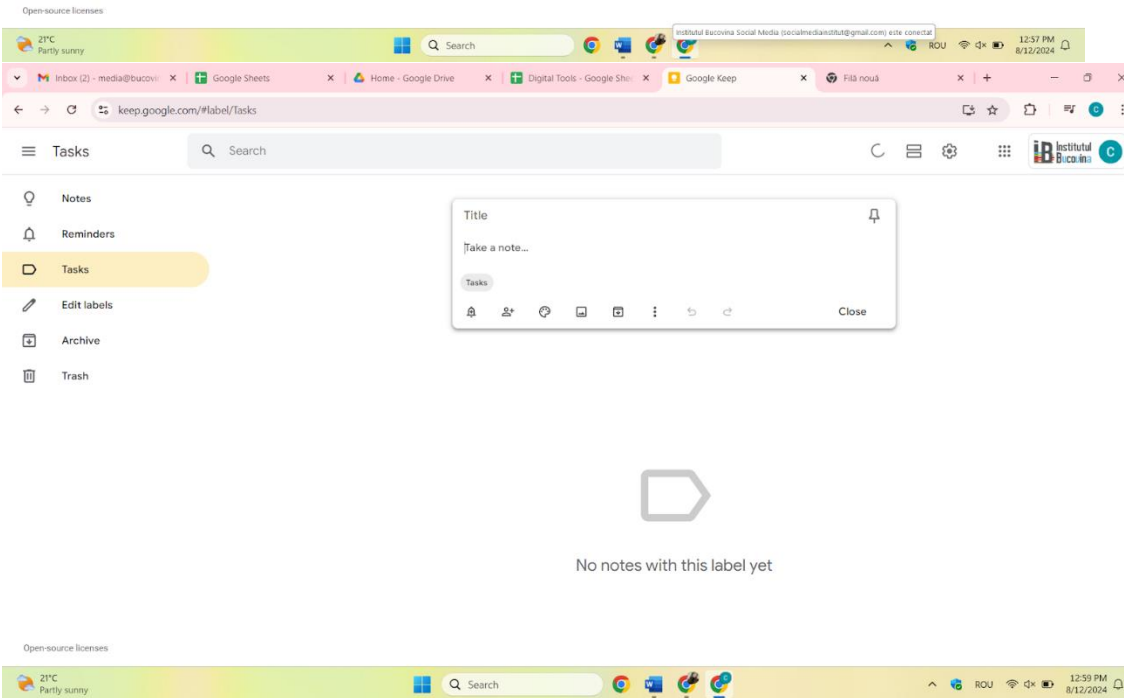 Open-source licenses
21°C
Partly sunny
Search
Institutul Bucovina Social Media (socialmediainstitut@gmail.com) este conectat
ROU
12:57 PM
8/12/2024
Inbox (2) - media@bucovi
Google Sheets
Home - Google Drive
Digital Tools - Google Shee
Google Keep
Filă nouă
keep.google.com/#label/Tasks
C
Tasks
Search
Institutul
Bucovina
C
Notes
Reminders
Tasks
Edit labels
Archive
Trash
Title
Take a note...
Tasks
Close
No notes with this label yet
Open-source licenses
21°C
Partly sunny
Search
ROU
12:59 PM
8/12/2024